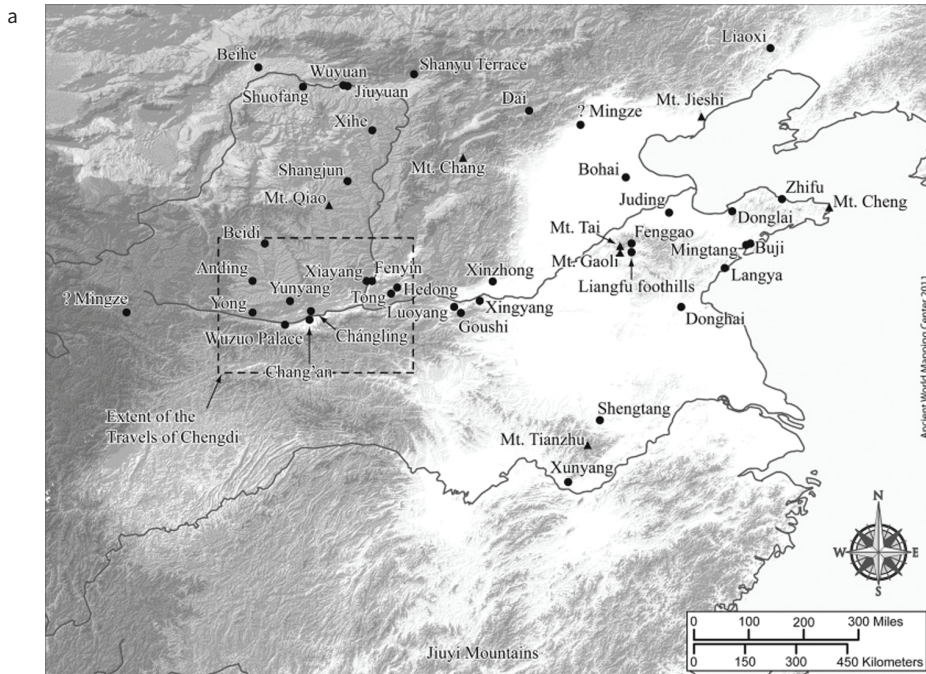 a
Liaoxi
Beihe
Wuyuan
Shanyu Terrace
Shuofang
Jiuyuan
Dai
? Mingze
Mt. Jieshi
Xihe
Mt. Chang
Shangjun
Bohai
Mt. Qiao
Juding
Zhifu
Mt. Cheng
Donglai
Mt. Tai
Fenggao
Beidi
Mingtang
Buji
Mt. Gaoli
Anding
Xiayang
Fenyin
Xinzhong
Langya
Liangfu foothills
Yunyang
Hedong
? Mingze
Yong
Tong
Luoyang
Xingyang
Donghai
Goushi
Wuzuo Palace
Chángling
Chang'an
Extent of the
Travels of Chengdi
Shengtang
Mt. Tianzhu
Xunyang
Jiuyi Mountains
N
W
E
S
0 100 200 300 Miles
0 150 300 450 Kilometers
Ancient World Mapping Center 2011